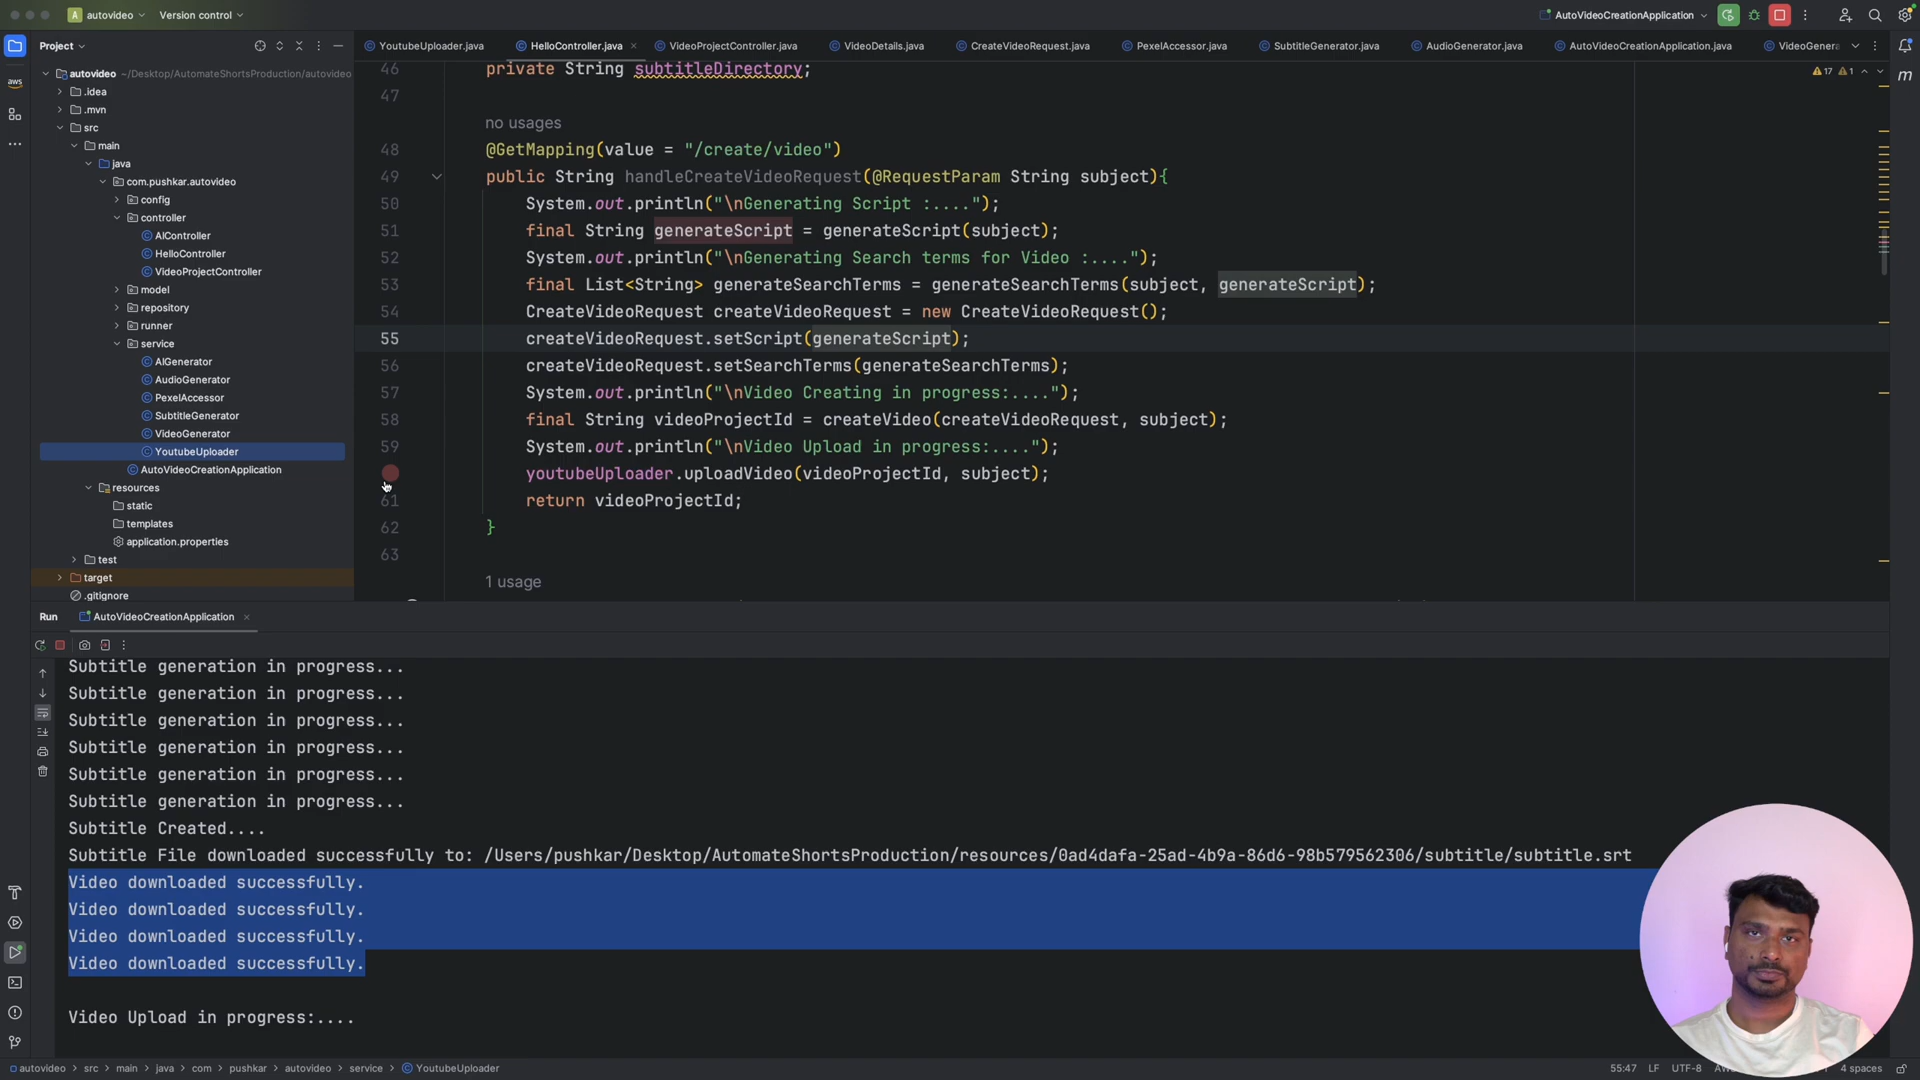 autovideo
Version control
AutoVideoCreationApplication
Project
YoutubeUploader.java
HelloController.java
VideoProjectController.java
VideoDetails.java
CreateVideoRequest.java
PexelAccessor.java
SubtitleGenerator.java
AudioGenerator.java
AutoVideoCreationApplication.java
VideoGenera
autovideo ~/Desktop/AutomateShortsProduction/autovideo
.idea
.mvn
src
main
java
com.pushkar.autovideo
config
controller
AIController
HelloController
VideoProjectController
model
repository
runner
service
AIGenerator
AudioGenerator
PexelAccessor
SubtitleGenerator
VideoGenerator
YoutubeUploader
AutoVideoCreationApplication
resources
static
templates
application.properties
test
target
.gitignore
aws
m
17 1
46 private String subtitleDirectory;
47
no usages
48 @GetMapping(value = "/create/video")
49 public String handleCreateVideoRequest(@RequestParam String subject){
50 System.out.println("\nGenerating Script :....");
51 final String generateScript = generateScript(subject);
52 System.out.println("\nGenerating Search terms for Video :....");
53 final List<String> generateSearchTerms = generateSearchTerms(subject, generateScript);
54 CreateVideoRequest createVideoRequest = new CreateVideoRequest();
55 createVideoRequest.setScript(generateScript);
56 createVideoRequest.setSearchTerms(generateSearchTerms);
57 System.out.println("\nVideo Creating in progress:....");
58 final String videoProjectId = createVideo(createVideoRequest, subject);
59 System.out.println("\nVideo Upload in progress:....");
youtubeUploader.uploadVideo(videoProjectId, subject);
61 return videoProjectId;
62 }
63
1 usage
Run
AutoVideoCreationApplication
Subtitle generation in progress...
Subtitle generation in progress...
Subtitle generation in progress...
Subtitle generation in progress...
Subtitle generation in progress...
Subtitle generation in progress...
Subtitle Created....
Subtitle File downloaded successfully to: /Users/pushkar/Desktop/AutomateShortsProduction/resources/0ad4dafa-25ad-4b9a-86d6-98b579562306/subtitle/subtitle.srt
Video downloaded successfully.
Video downloaded successfully.
Video downloaded successfully.
Video downloaded successfully.
Video Upload in progress:....
autovideo > src > main > java > com > pushkar > autovideo > service > YoutubeUploader
55:47 LF UTF-8 4 spaces